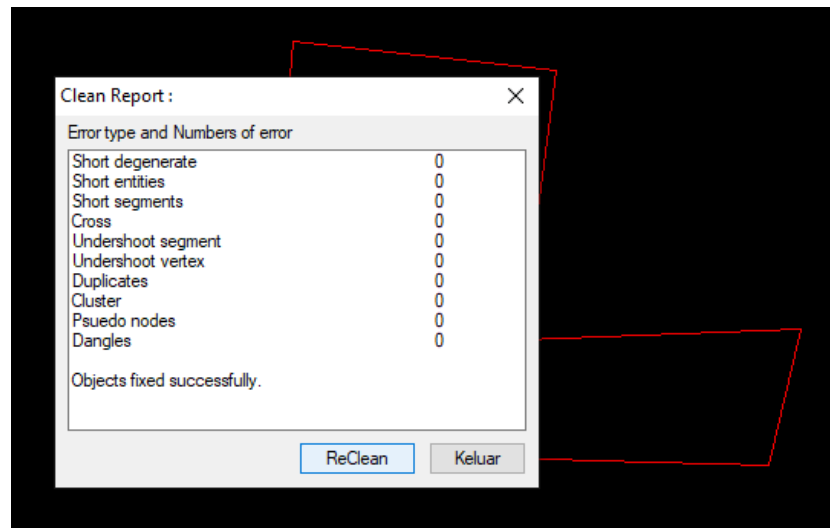 Clean Report :
Error type and Numbers of error
Short degenerate 0
Short entities 0
Short segments 0
Cross 0
Undershoot segment 0
Undershoot vertex 0
Duplicates 0
Cluster 0
Psuedo nodes 0
Dangles 0
Objects fixed successfully.
ReClean Keluar